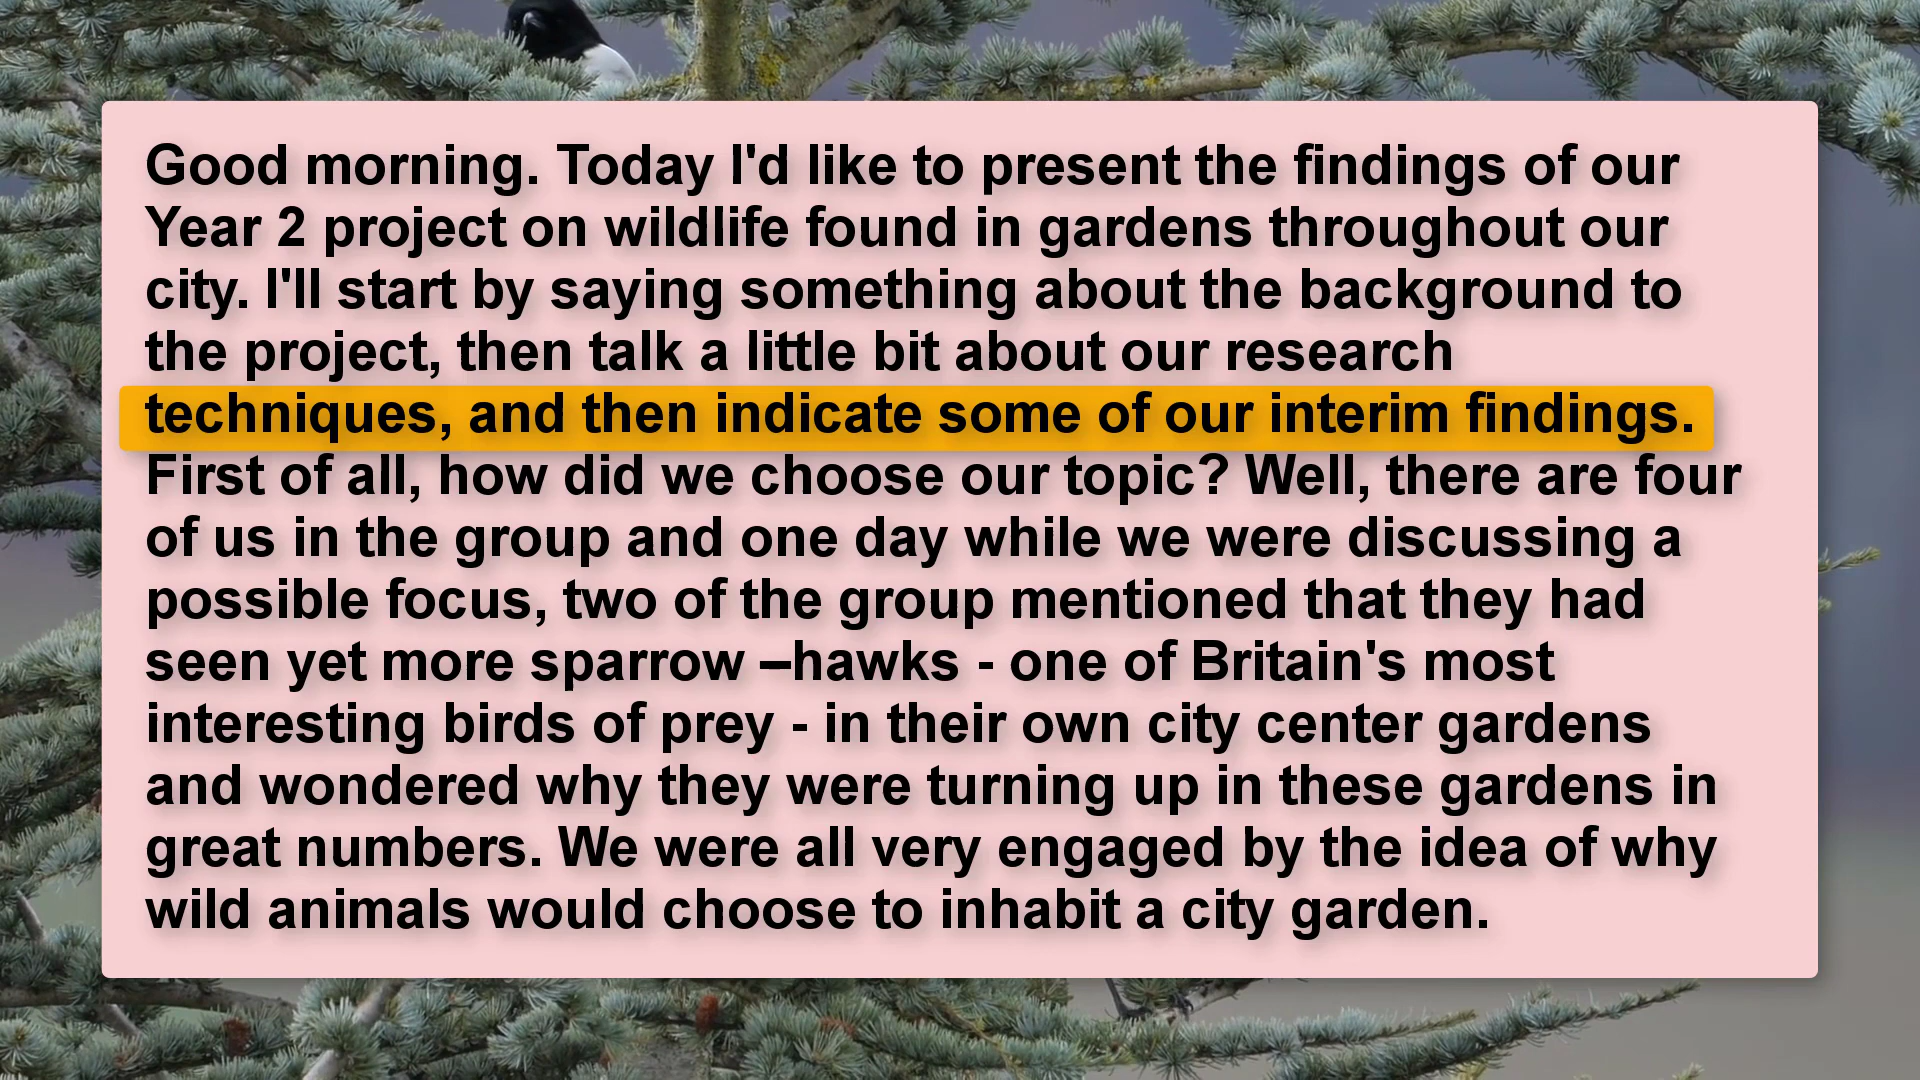 Good morning. Today I'd like to present the findings of our
Year 2 project on wildlife found in gardens throughout our
city. I'll start by saying something about the background to
the project, then talk a little bit about our research
techniques, and then indicate some of our interim findings.
First of all, how did we choose our topic? Well, there are four
of us in the group and one day while we were discussing a
possible focus, two of the group mentioned that they had
seen yet more sparrow –hawks - one of Britain's most
interesting birds of prey - in their own city center gardens
and wondered why they were turning up in these gardens in
great numbers. We were all very engaged by the idea of why
wild animals would choose to inhabit a city garden.